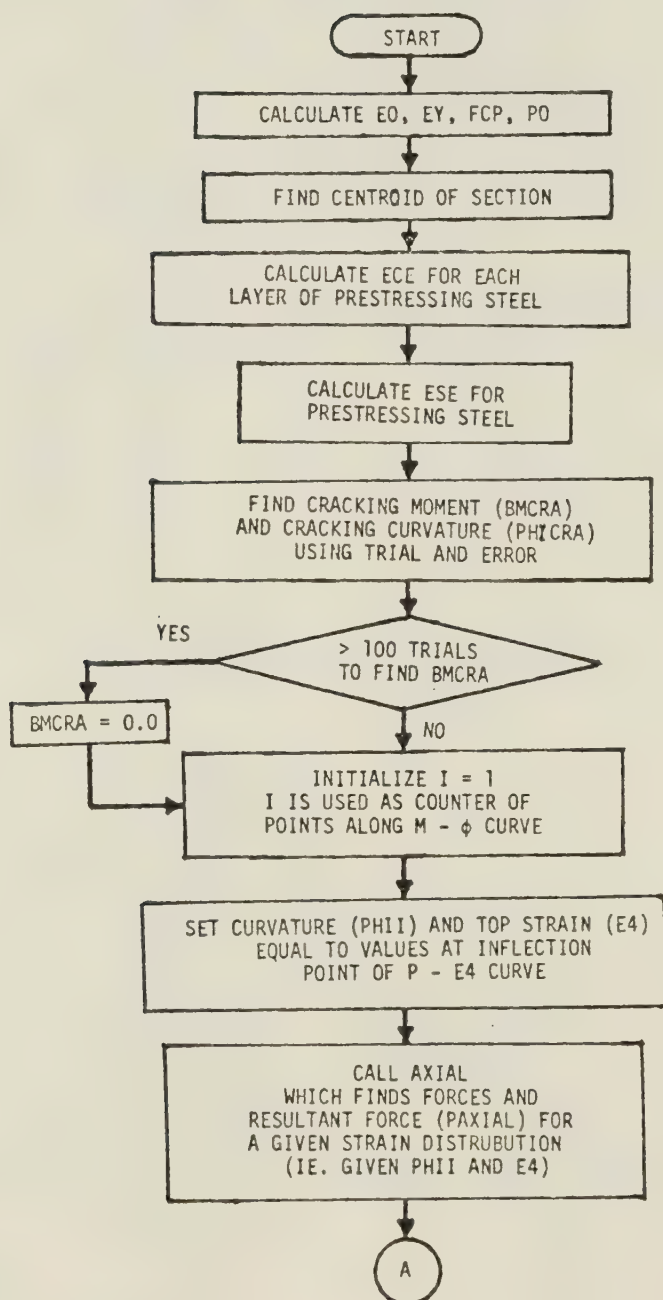 START
CALCULATE EO, EY, FCP, PO
FIND CENTROID OF SECTION
CALCULATE ECE FOR EACH
LAYER OF PRESTRESSING STEEL
CALCULATE ESE FOR
PRESTRESSING STEEL
FIND CRACKING MOMENT (BMCRA)
AND CRACKING CURVATURE (PHICRA)
USING TRIAL AND ERROR
> 100 TRIALS
TO FIND BMCRA
YES
BMCRA = 0.0
NO
INITIALIZE I = 1
I IS USED AS COUNTER OF
POINTS ALONG M - ϕ CURVE
SET CURVATURE (PHII) AND TOP STRAIN (E4)
EQUAL TO VALUES AT INFLECTION
POINT OF P - E4 CURVE
CALL AXIAL
WHICH FINDS FORCES AND
RESULTANT FORCE (PAXIAL) FOR
A GIVEN STRAIN DISTRUBUTION
(IE. GIVEN PHII AND E4)
A